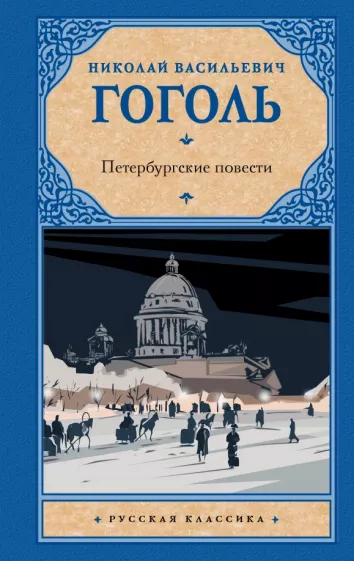 НИКОЛАЙ ВАСИЛЬЕВИЧ
ГОГОЛЬ
Петербургские повести
РУССКАЯ КЛАССИКА